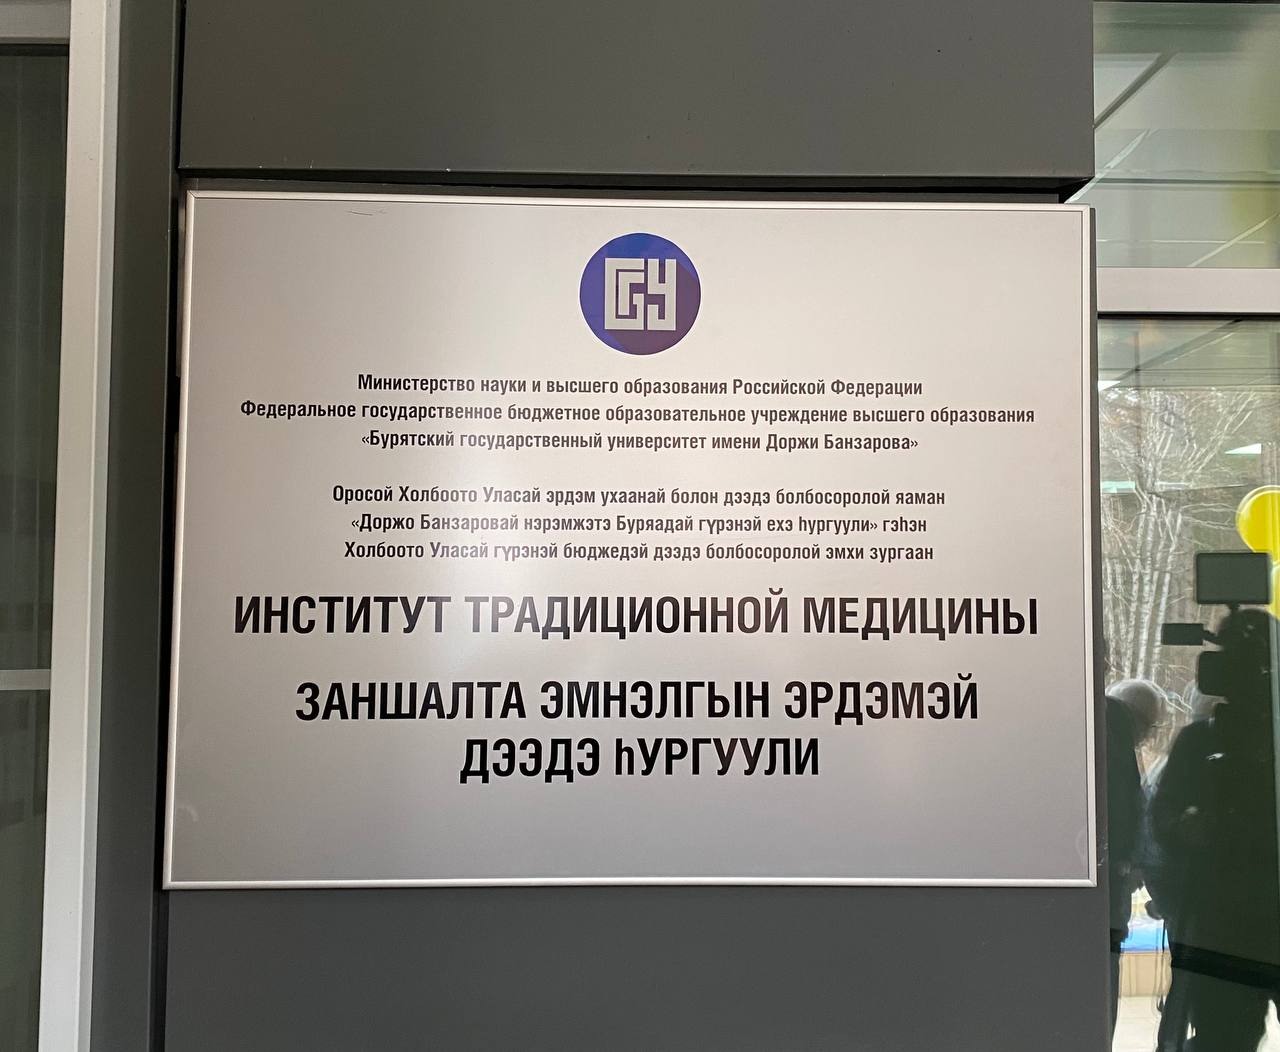 БГУ
Министерство науки и высшего образования Российской Федерации
Федеральное государственное бюджетное образовательное учреждение высшего образования
«Бурятский государственный университет имени Доржи Банзарова»
Оросой Холбоото Уласай эрдэм ухаанай болон дээдэ болбосоролой яаман
«Доржо Банзаровай нэрэмжэтэ Буряадай гүрэнэй ехэ һургуули» гэһэн
Холбоото Уласай гүрэнэй бюджедэй дээдэ болбосоролой эмхи зургаан
ИНСТИТУТ ТРАДИЦИОННОЙ МЕДИЦИНЫ
ЗАНШАЛТА ЭМНЭЛГЫН ЭРДЭМЭЙ
ДЭЭДЭ һУРГУУЛИ